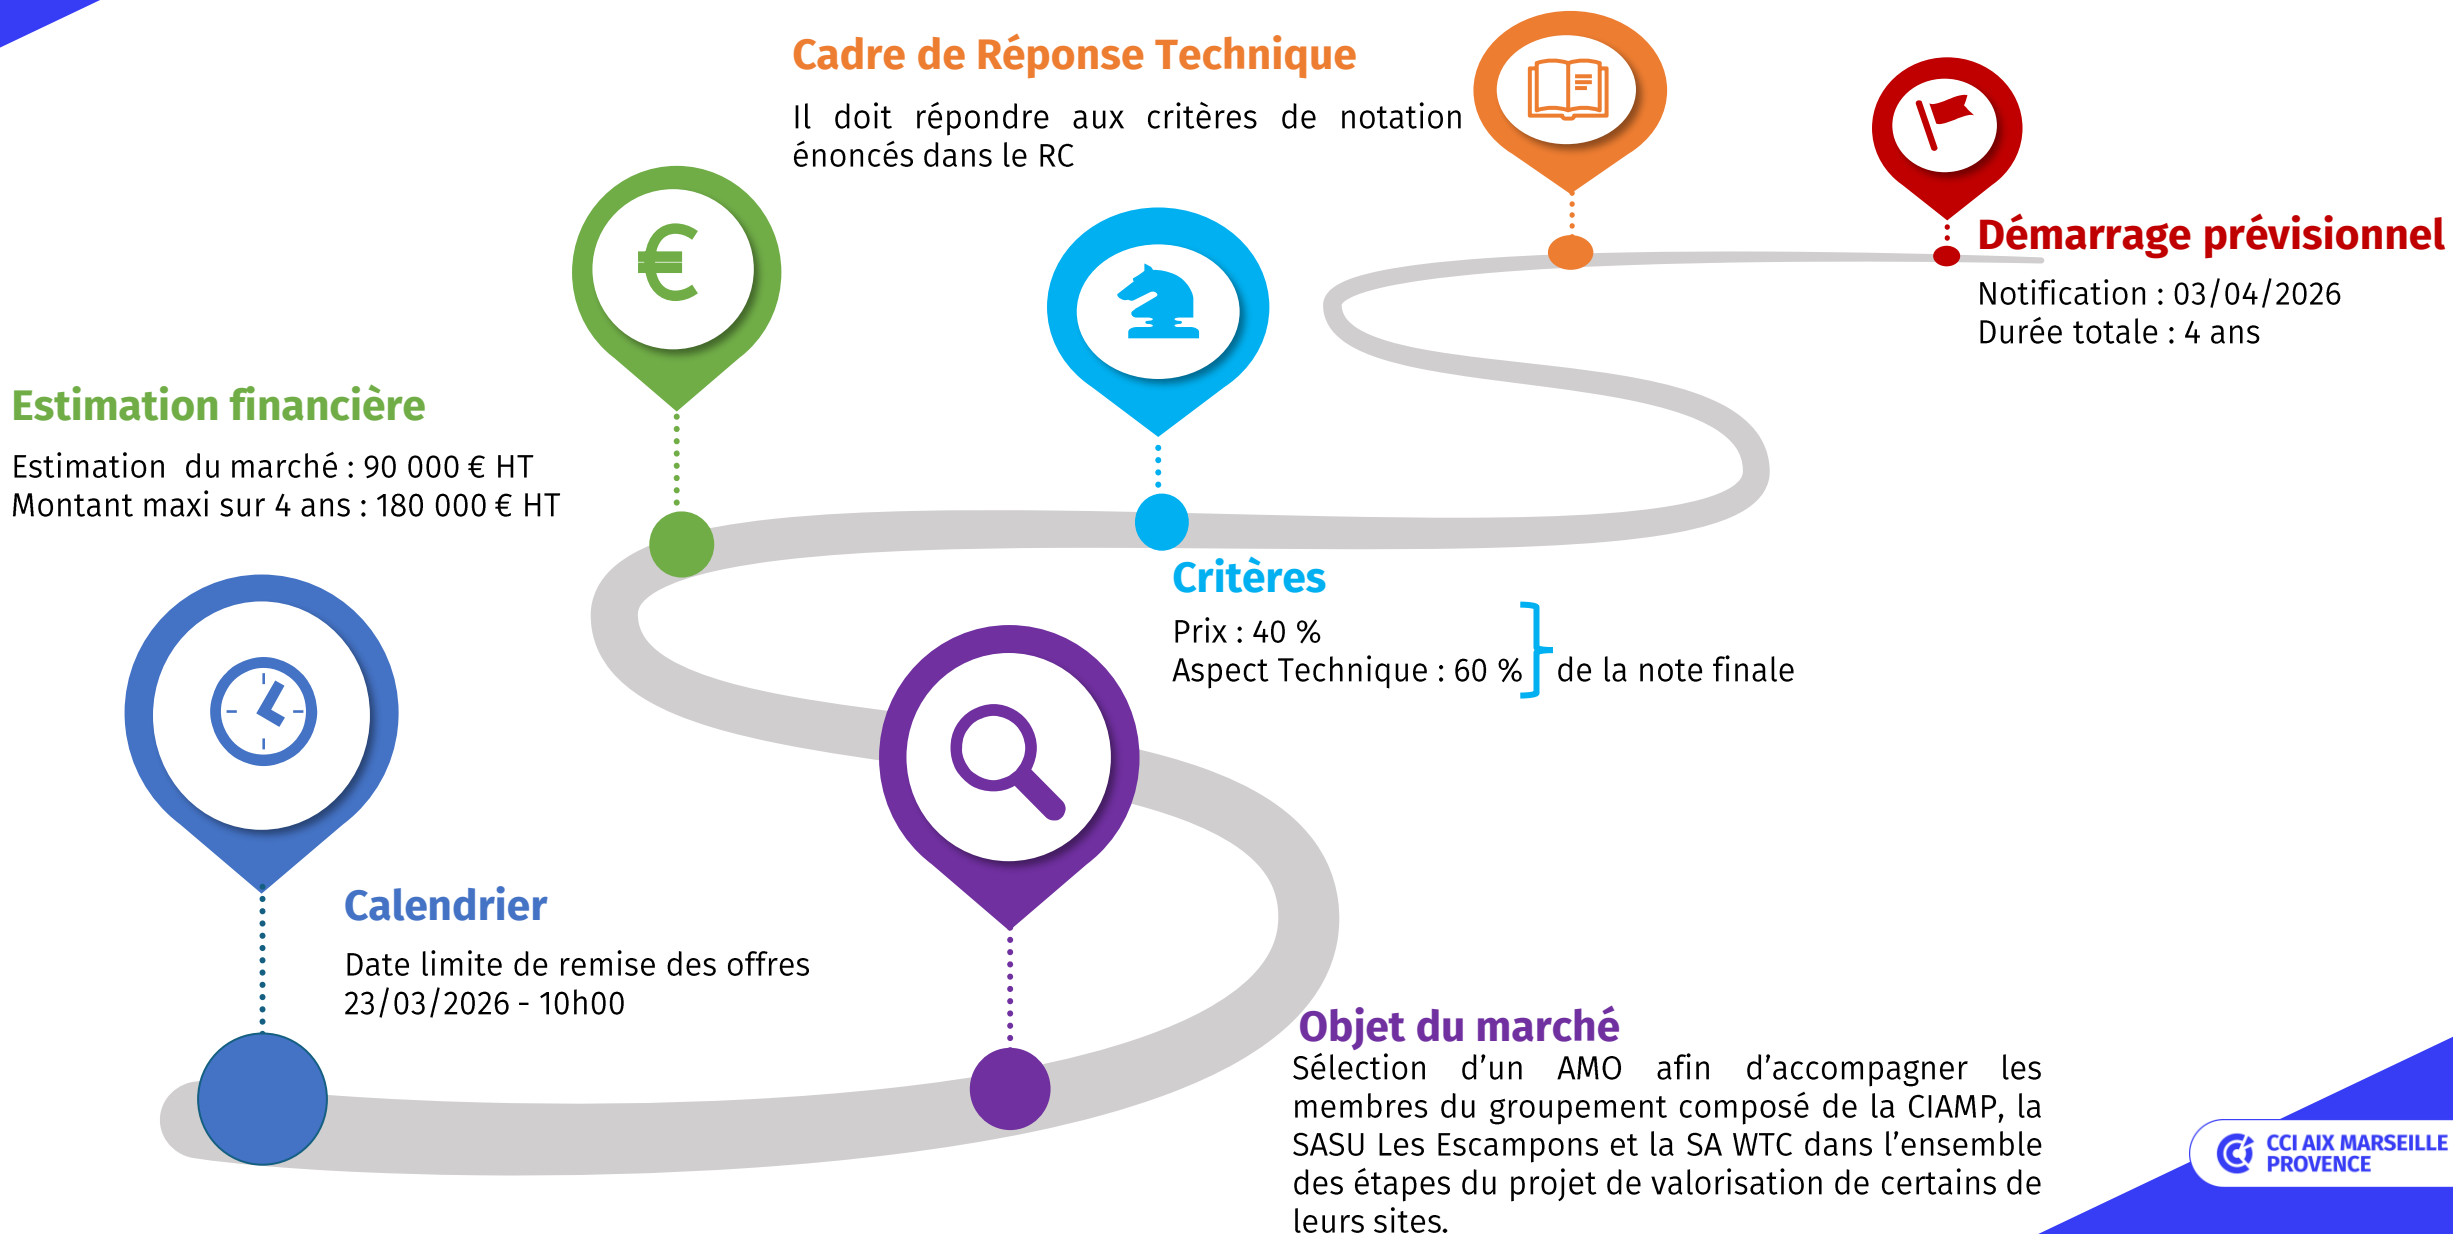 Cadre de Réponse Technique
Il doit répondre aux critères de notation
énoncés dans le RC
Démarrage prévisionnel
Notification : 03/04/2026
Durée totale : 4 ans
€
Estimation financière
Estimation du marché : 90 000 € HT
Montant maxi sur 4 ans : 180 000 € HT
Critères
Prix : 40 %
Aspect Technique : 60 %
de la note finale
Calendrier
Date limite de remise des offres
23/03/2026 - 10h00
Objet du marché
Sélection d’un AMO afin d’accompagner les
membres du groupement composé de la CIAMP, la
SASU Les Escampons et la SA WTC dans l’ensemble
des étapes du projet de valorisation de certains de
leurs sites.
CCI AIX MARSEILLE
PROVENCE